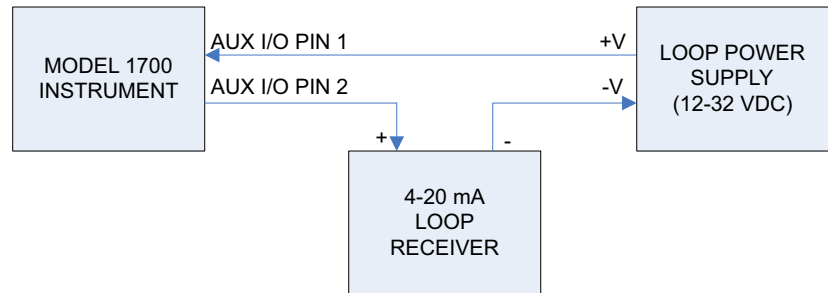 AUX I/O PIN 1
+V
MODEL 1700
INSTRUMENT
LOOP POWER
SUPPLY
(12-32 VDC)
AUX I/O PIN 2
-V
+
-
4-20 mA
LOOP
RECEIVER